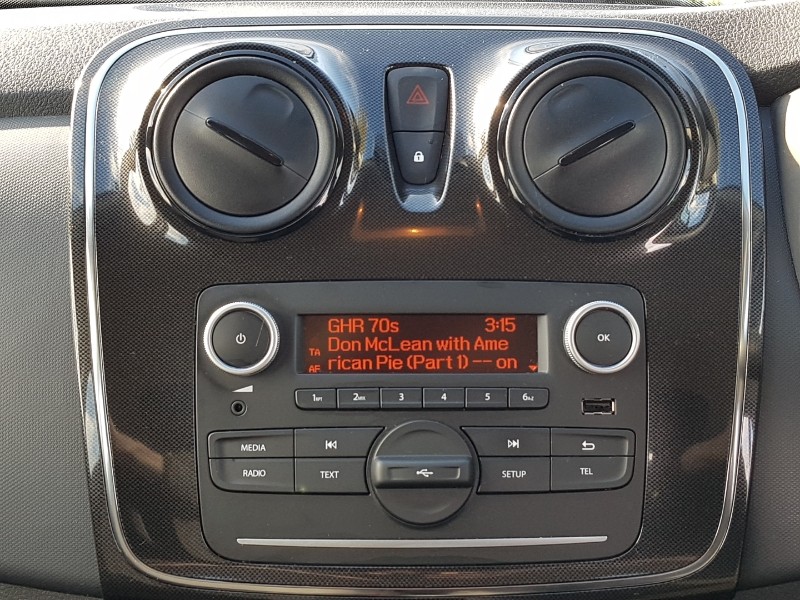 GHR 70s 3:15
TA Don McLean with Ame
AF rican Pie (Part 1) -- on
OK
1 2 3 4 5 6
MEDIA
RADIO TEXT SETUP TEL